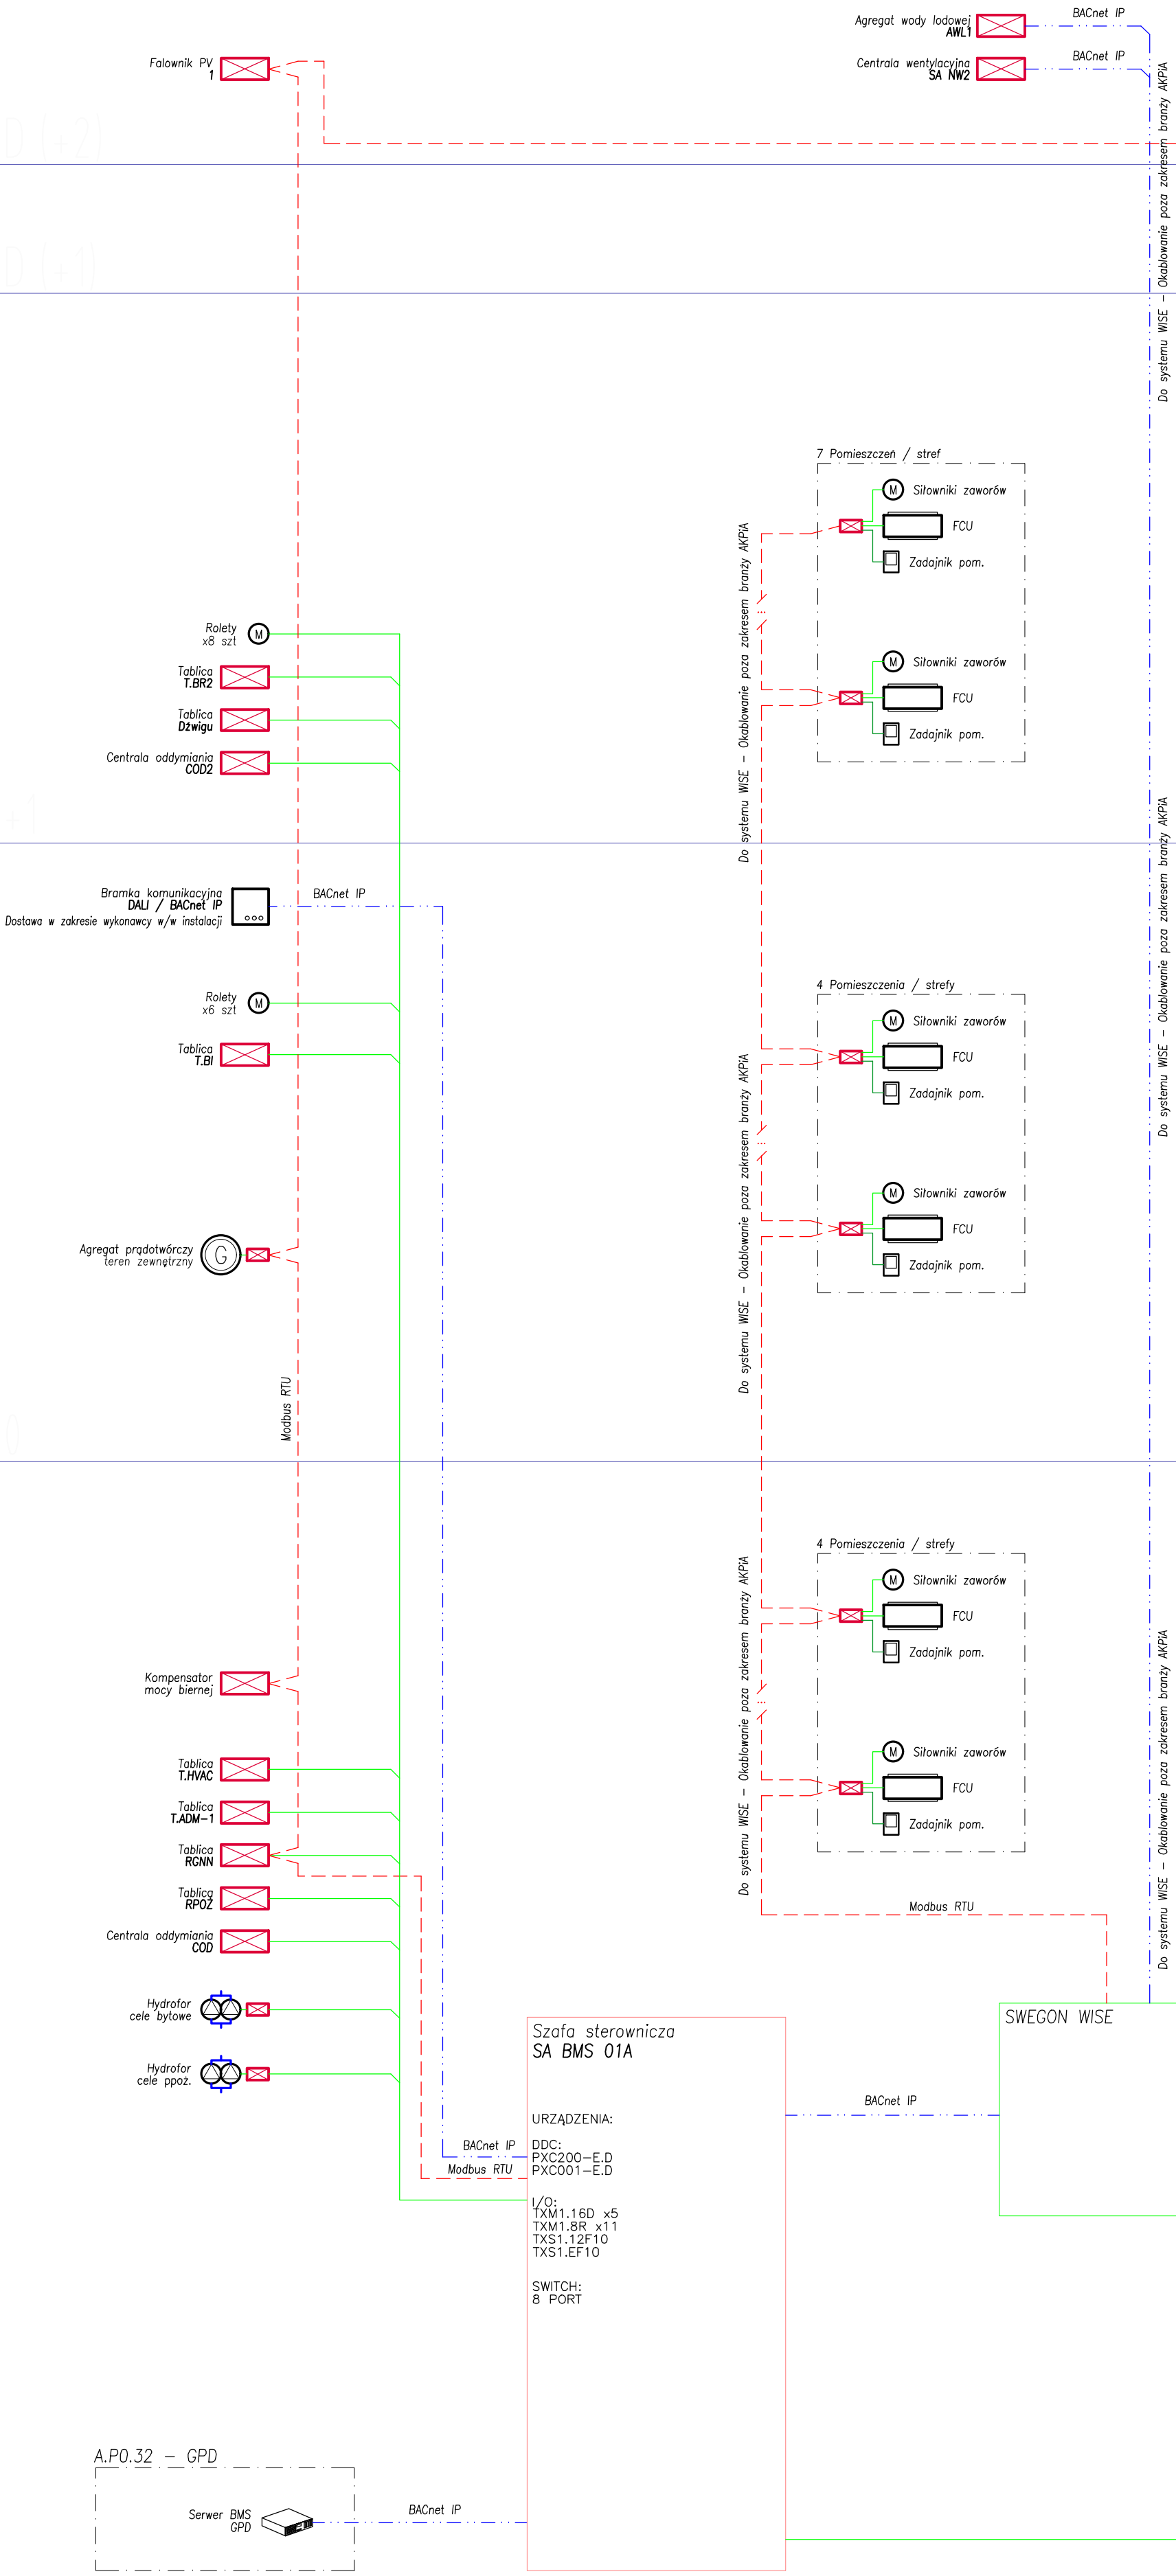 Agregat wody lodowej
AWL1
BACnet IP
Falownik PV
1
Centrala wentylacyjna
SA NW2
BACnet IP
D (+2)
Do systemu WISE - Okablowanie poza zakresem branży AKPiA
D (+1)
7 Pomieszczeń / stref
M
Siłowniki zaworów
FCU
Zadajnik pom.
Do systemu WISE - Okablowanie poza zakresem branży AKPiA
...
Rolety
x8 szt
M
M
Siłowniki zaworów
Tablica
T.BR2
FCU
Tablica
Dźwigu
Zadajnik pom.
Centrala oddymiania
COD2
+1
Do systemu WISE - Okablowanie poza zakresem branży AKPiA
Bramka komunikacyjna
DALI / BACnet IP
Dostawa w zakresie wykonawcy w/w instalacji
BACnet IP
4 Pomieszczenia / strefy
Rolety
x6 szt
M
M
Siłowniki zaworów
Tablica
T.BI
FCU
Zadajnik pom.
Do systemu WISE - Okablowanie poza zakresem branży AKPiA
...
M
Siłowniki zaworów
Agregat prądotwórczy
teren zewnętrzny
G
FCU
Zadajnik pom.
Modbus RTU
0
4 Pomieszczenia / strefy
M
Siłowniki zaworów
FCU
Zadajnik pom.
Do systemu WISE - Okablowanie poza zakresem branży AKPiA
Do systemu WISE - Okablowanie poza zakresem branży AKPiA
...
Kompensator
mocy biernej
M
Siłowniki zaworów
Tablica
T.HVAC
FCU
Tablica
T.ADM-1
Zadajnik pom.
Tablica
RGNN
Tablica
RPOŻ
Modbus RTU
Centrala oddymiania
COD
Hydrofor
cele bytowe
SWEGON WISE
Szafa sterownicza
SA BMS 01A
Hydrofor
cele ppoż.
BACnet IP
URZĄDZENIA:
BACnet IP
DDC:
PXC200-E.D
Modbus RTU
PXC001-E.D
I/O:
TXM1.16D x5
TXM1.8R x11
TXS1.12F10
TXS1.EF10
SWITCH:
8 PORT
A.P0.32 - GPD
Serwer BMS
GPD
BACnet IP